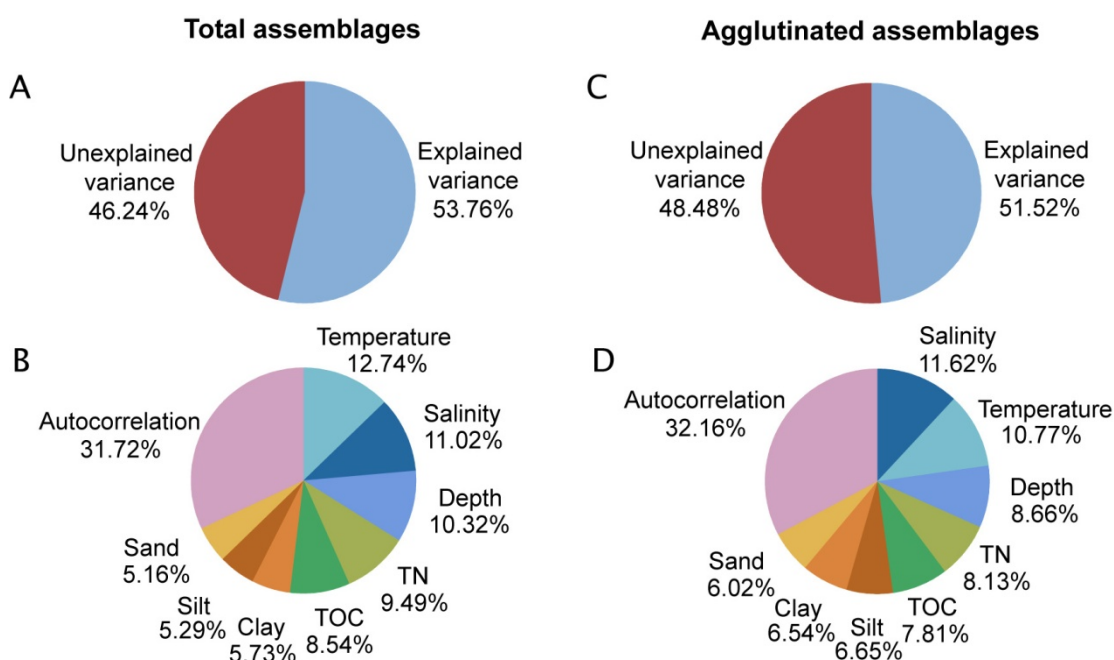 Total assemblages
A
Unexplained
variance
46.24%
Explained
variance
53.76%
B
Temperature
12.74%
Salinity
11.02%
Depth
10.32%
TN
9.49%
TOC
8.54%
Clay
5.73%
Silt
5.29%
Sand
5.16%
Autocorrelation
31.72%
Agglutinated assemblages
C
Unexplained
variance
48.48%
Explained
variance
51.52%
D
Salinity
11.62%
Temperature
10.77%
Depth
8.66%
TN
8.13%
TOC
7.81%
Silt
6.65%
Clay
6.54%
Sand
6.02%
Autocorrelation
32.16%